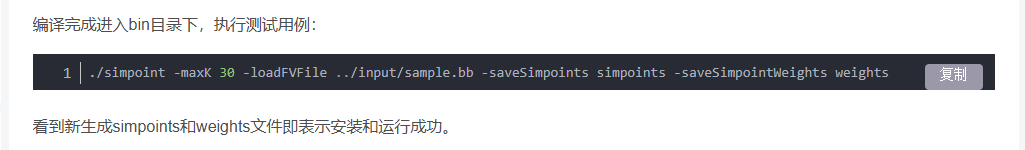 编译完成进入bin目录下，执行测试用例：
1 ./simpoint -maxK 30 -loadFVFile ../input/sample.bb -saveSimpoints simpoints -saveSimpointWeights weights
复制
看到新生成simpoints和weights文件即表示安装和运行成功。